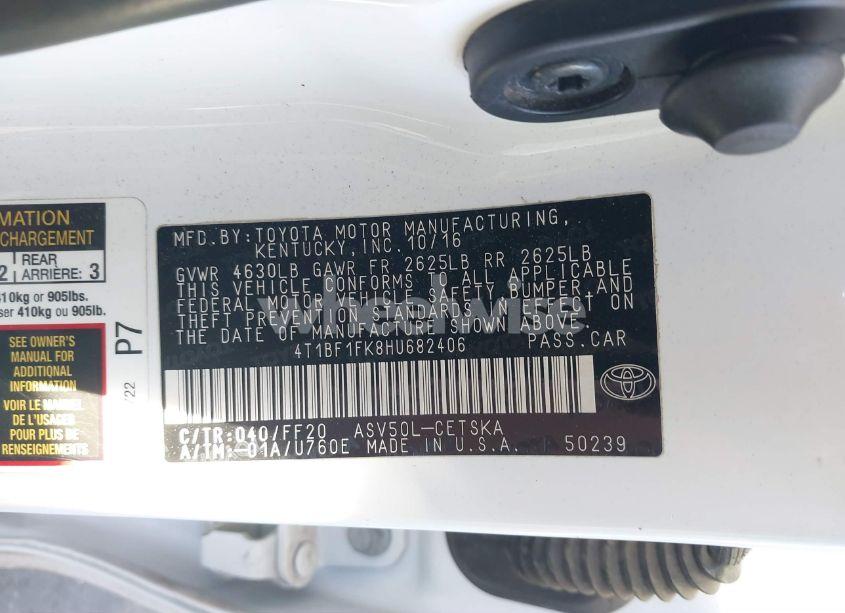 MATION
CHARGEMENT
2
REAR
ARRIÈRE: 3
410kg or 905lbs.
ser 410kg ou 905lb.
SEE OWNER'S
MANUAL FOR
ADDITIONAL
INFORMATION
VOIR LE MANUEL
DE L'USAGER
POUR PLUS DE
RENSEIGNEMENTS
P7
/22
MFD.BY:TOYOTA MOTOR MANUFACTURING,
KENTUCKY,INC.10/16
GVWR 4630LB GAWR FR 2625LB RR 2625LB
THIS VEHICLE CONFORMS TO ALL APPLICABLE
FEDERAL MOTOR VEHICLE SAFETY BUMPER AND
THEFT PREVENTION STANDARDS IN EFFECT ON
THE DATE OF MANUFACTURE SHOWN ABOVE.
4T1BF1FK8HU682406 PASS.CAR
C/TR:040/FF20 ASV50L-CETSKA
A/TM:-01A/U760E MADE IN U.S.A. 50239
wheelwise